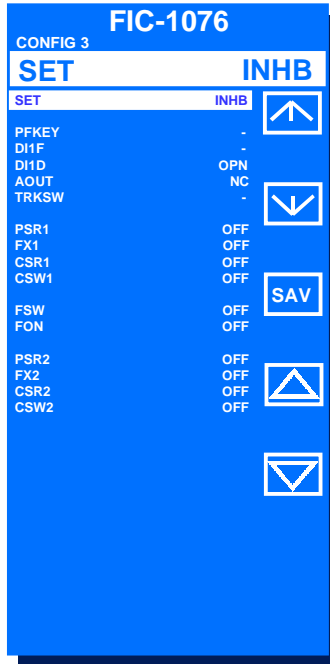 FIC-1076
CONFIG 3
SET INHB
SET INHB
PFKEY -
DI1F -
DI1D OPN
AOUT NC
TRKSW -
PSR1 OFF
FX1 OFF
CSR1 OFF
CSW1 OFF
SAV
FSW OFF
FON OFF
PSR2 OFF
FX2 OFF
CSR2 OFF
CSW2 OFF